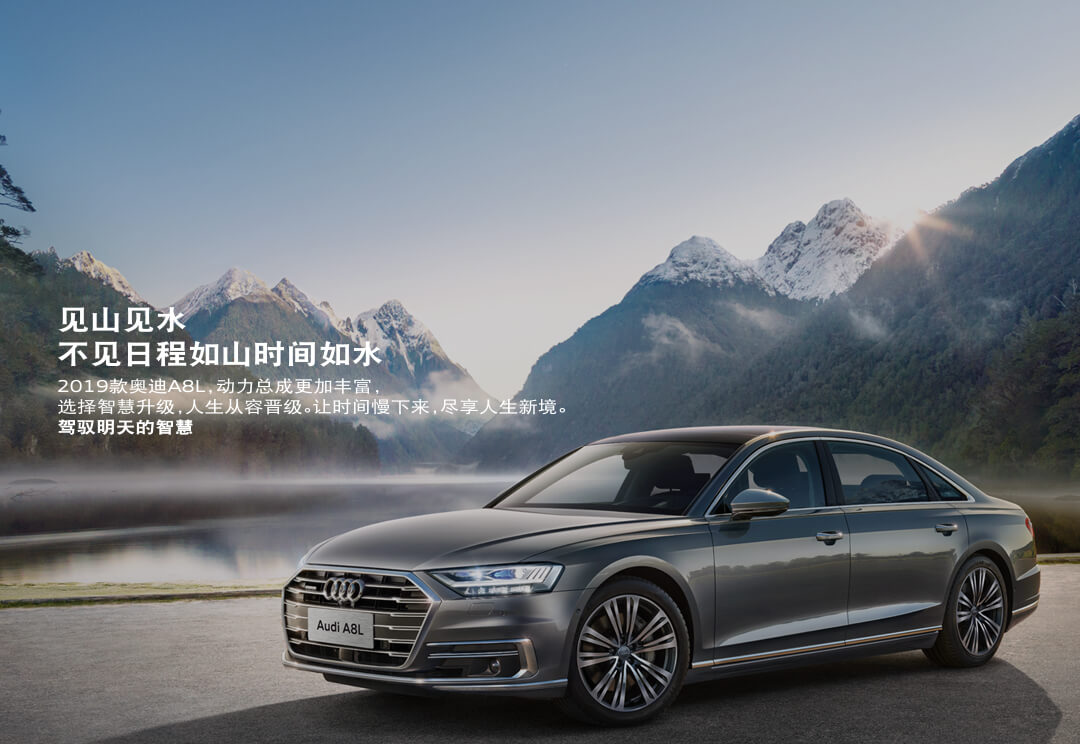 见山见水
不见日程如山时间如水
2019款奥迪A8L,动力总成更加丰富,
选择智慧升级,人生从容晋级。让时间慢下来,尽享人生新境。
驾驭明天的智慧
Audi A8L